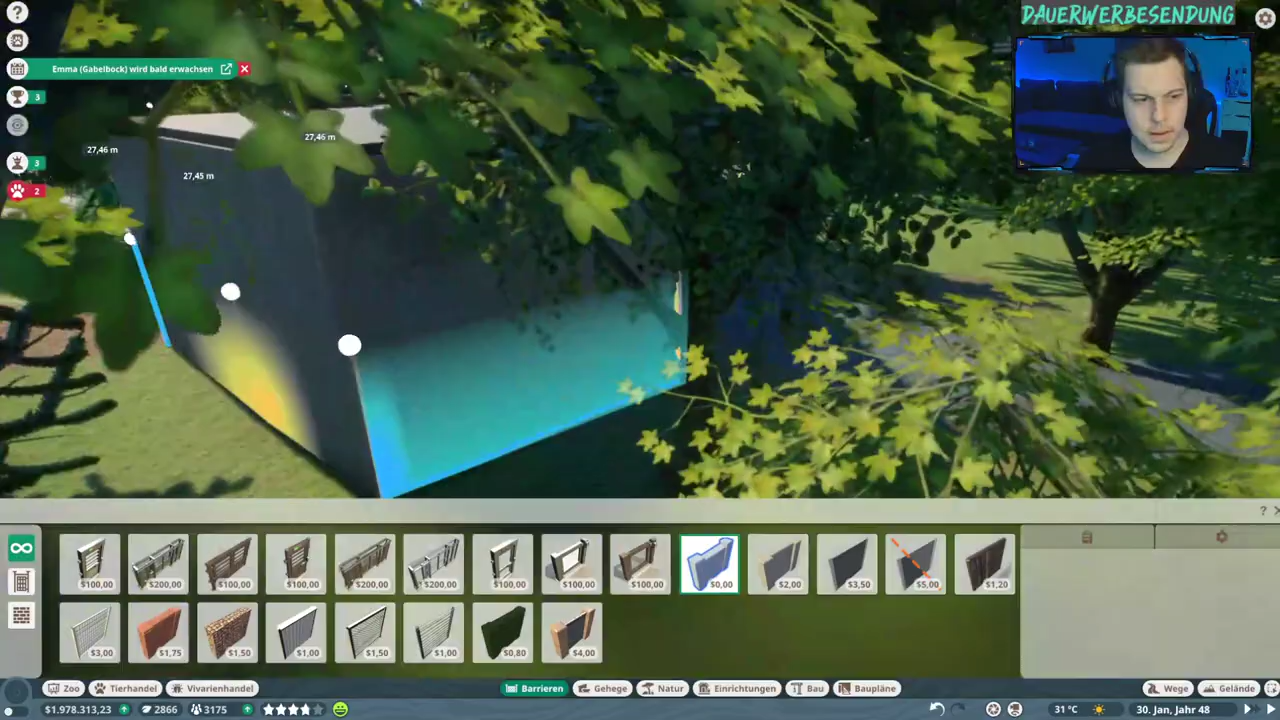 DAUERWERBESENDUNG
?
Emma (Gabelbock) wird bald erwachsen
3
3
2
27,46 m
27,46 m
27,45 m
?
$100,00 $200,00 $100,00 $100,00 $200,00 $200,00 $100,00 $100,00 $100,00 $0,00 $2,00 $3,50 $5,00 $1,20
$3,00 $1,75 $1,50 $1,00 $1,50 $1,00 $0,80 $4,00
Zoo Tierhandel Vivarienhandel Barrieren Gehege Natur Einrichtungen Bau Baupläne Wege Gelände
$1.978.313,23 2866 3175 31 °C 30. Jan, Jahr 48